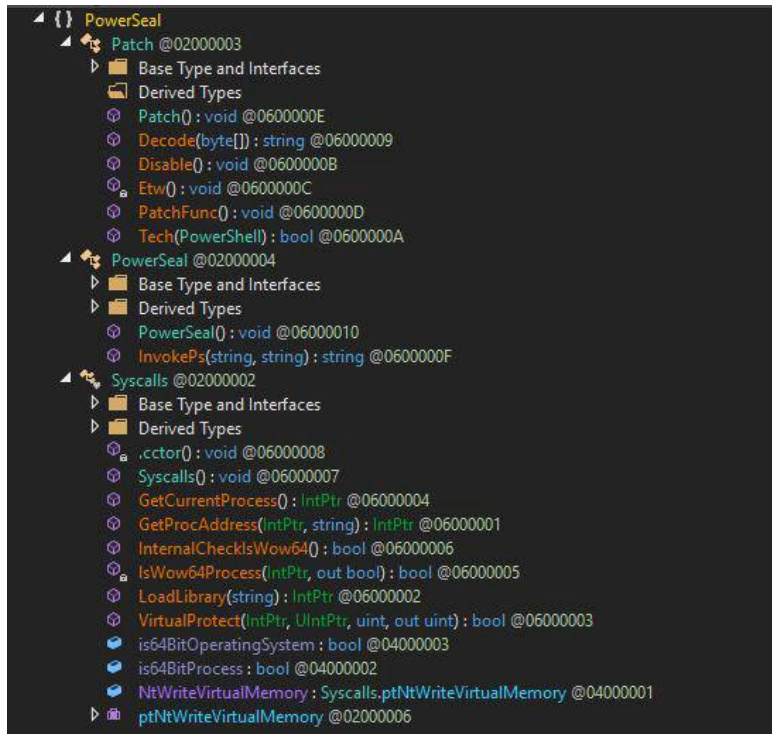 { } PowerSeal
Patch @02000003
Base Type and Interfaces
Derived Types
Patch() : void @0600000E
Decode(byte[]) : string @06000009
Disable() : void @0600000B
Etw() : void @0600000C
PatchFunc() : void @0600000D
Tech(PowerShell) : bool @0600000A
PowerSeal @02000004
Base Type and Interfaces
Derived Types
PowerSeal() : void @06000010
InvokePs(string, string) : string @0600000F
Syscalls @02000002
Base Type and Interfaces
Derived Types
.cctor() : void @06000008
Syscalls() : void @06000007
GetCurrentProcess() : IntPtr @06000004
GetProcAddress(IntPtr, string) : IntPtr @06000001
InternalCheckIsWow64() : bool @06000006
IsWow64Process(IntPtr, out bool) : bool @06000005
LoadLibrary(string) : IntPtr @06000002
VirtualProtect(IntPtr, UIntPtr, uint, out uint) : bool @06000003
is64BitOperatingSystem : bool @04000003
is64BitProcess : bool @04000002
NtWriteVirtualMemory : Syscalls.ptNtWriteVirtualMemory @04000001
ptNtWriteVirtualMemory @02000006